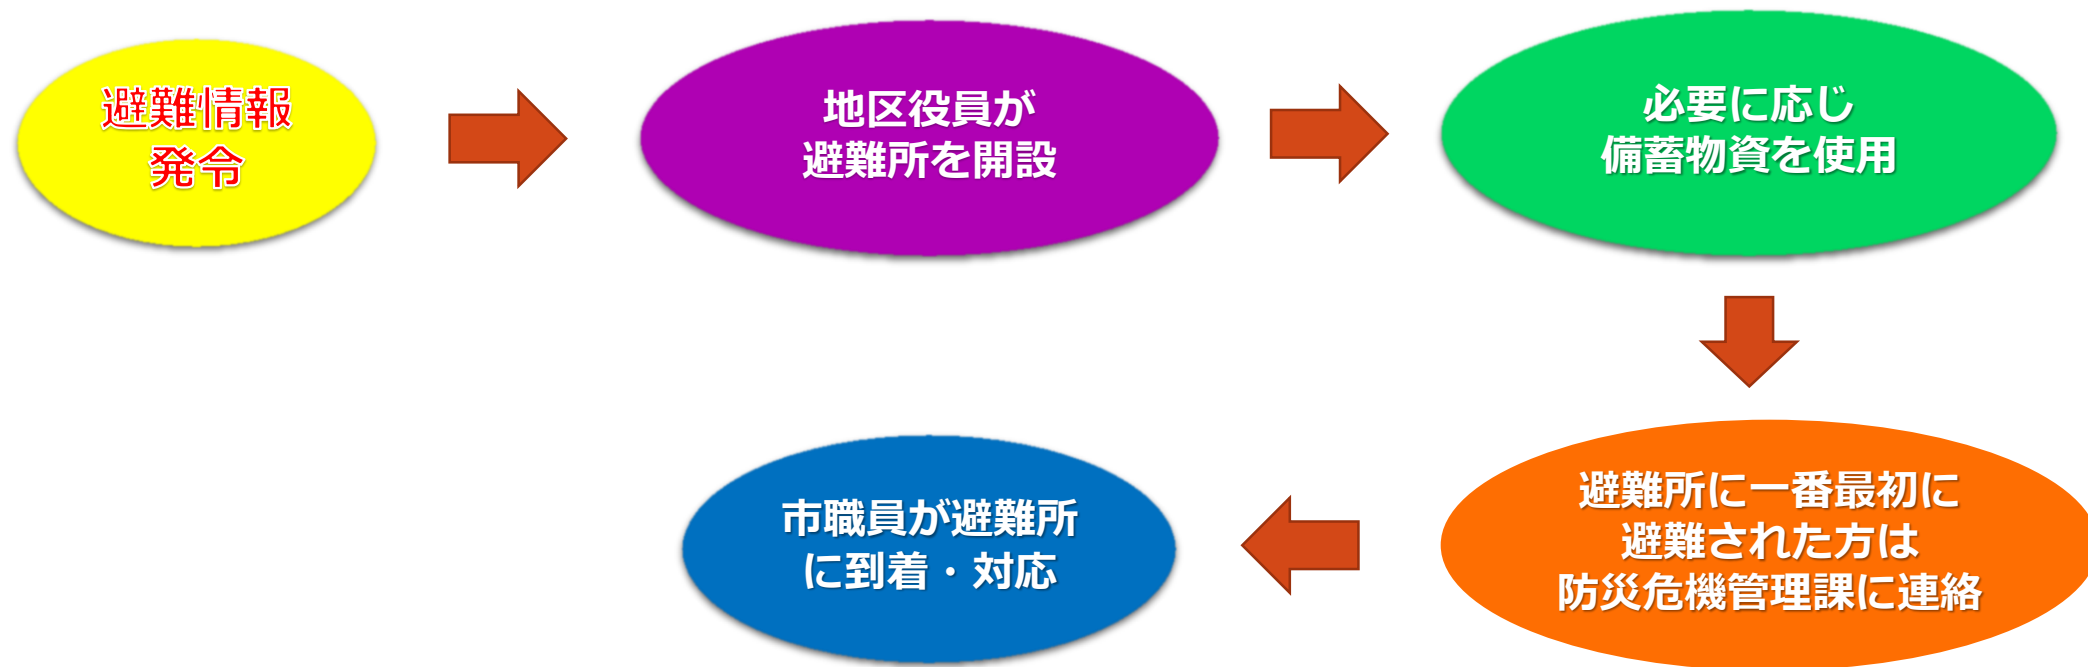 避難情報
発令
地区役員が
避難所を開設
必要に応じ
備蓄物資を使用
避難所に一番最初に
避難された方は
防災危機管理課に連絡
市職員が避難所
に到着・対応